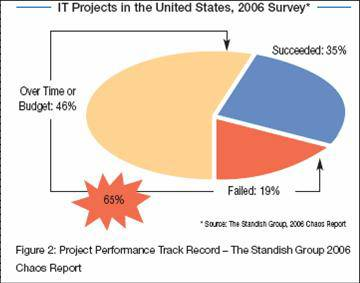 IT Projects in the United States, 2006 Survey*
Succeeded: 35%
Over Time or
Budget: 46%
Failed: 19%
65%
* Source: The Standish Group, 2006 Chaos Report
Figure 2: Project Performance Track Record – The Standish Group 2006
Chaos Report